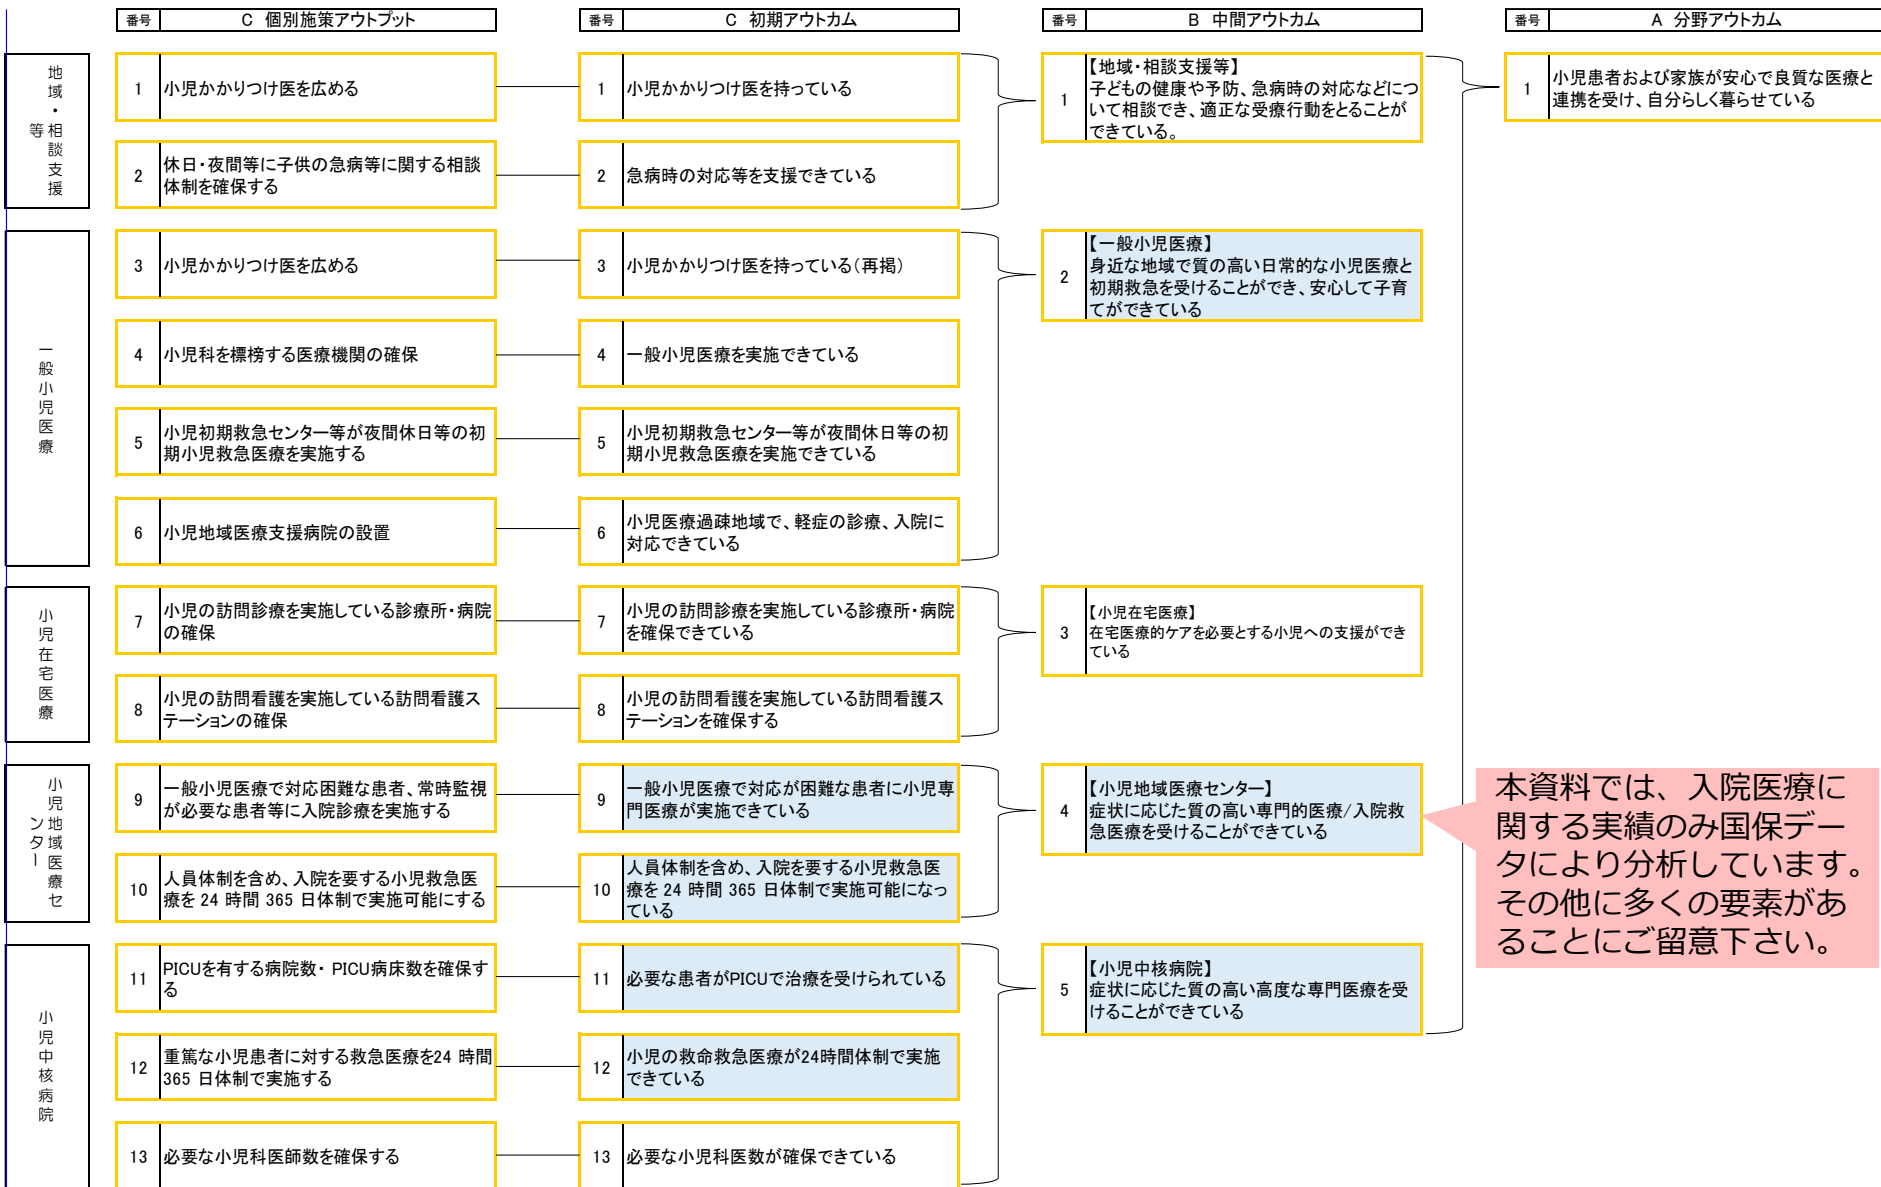 番号 C 個別施策アウトプット
番号 C 初期アウトカム
番号 B 中間アウトカム
番号 A 分野アウトカム
地域・相談支援等
1 小児かかりつけ医を広める
1 小児かかりつけ医を持っている
1 【地域・相談支援等】
子どもの健康や予防、急病時の対応などにつ
いて相談でき、適正な受療行動をとることが
できている。
1 小児患者および家族が安心で良質な医療と
連携を受け、自分らしく暮らせている
2 休日・夜間等に子供の急病等に関する相談
体制を確保する
2 急病時の対応等を支援できている
一般小児医療
3 小児かかりつけ医を広める
3 小児かかりつけ医を持っている（再掲）
2 【一般小児医療】
身近な地域で質の高い日常的な小児医療と
初期救急を受けることができ、安心して子育
てができている
4 小児科を標榜する医療機関の確保
4 一般小児医療を実施できている
5 小児初期救急センター等が夜間休日等の初
期小児救急医療を実施する
5 小児初期救急センター等が夜間休日等の初
期小児救急医療を実施できている
6 小児地域医療支援病院の設置
6 小児医療過疎地域で、軽症の診療、入院に
対応できている
小児在宅医療
7 小児の訪問診療を実施している診療所・病院
の確保
7 小児の訪問診療を実施している診療所・病院
を確保できている
3 【小児在宅医療】
在宅医療的ケアを必要とする小児への支援ができ
ている
8 小児の訪問看護を実施している訪問看護ス
テーションの確保
8 小児の訪問看護を実施している訪問看護ス
テーションを確保する
小児地域医療センター
9 一般小児医療で対応困難な患者、常時監視
が必要な患者等に入院診療を実施する
9 一般小児医療で対応が困難な患者に小児専
門医療が実施できている
4 【小児地域医療センター】
症状に応じた質の高い専門的医療/入院救
急医療を受けることができている
本資料では、入院医療に
関する実績のみ国保デー
タにより分析しています。
その他に多くの要素があ
ることにご留意下さい。
10 人員体制を含め、入院を要する小児救急医
療を 24 時間 365 日体制で実施可能にする
10 人員体制を含め、入院を要する小児救急医
療を 24 時間 365 日体制で実施可能になっ
ている
小児中核病院
11 PICUを有する病院数・ PICU病床数を確保す
る
11 必要な患者がPICUで治療を受けられている
5 【小児中核病院】
症状に応じた質の高い高度な専門医療を受
けることができている
12 重篤な小児患者に対する救急医療を24 時間
365 日体制で実施する
12 小児の救命救急医療が24時間体制で実施
できている
13 必要な小児科医師数を確保する
13 必要な小児科医数が確保できている